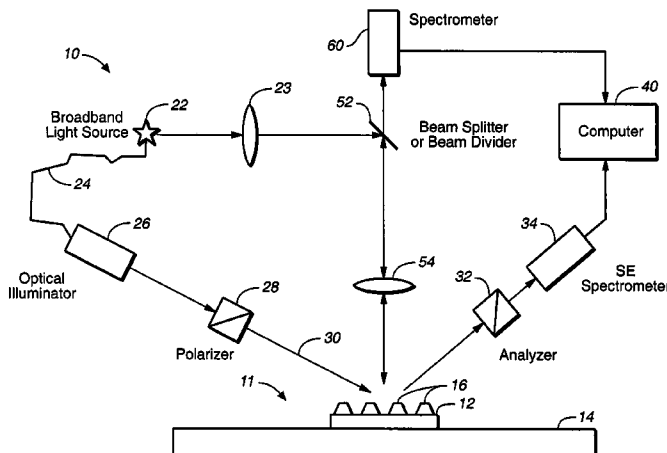 Spectrometer
60
10
22
23
52
40
Broadband
Light Source
Beam Splitter
or Beam Divider
Computer
24
26
34
54
28
32
SE
Spectrometer
Optical
Illuminator
30
Polarizer
Analyzer
11
16
12
14